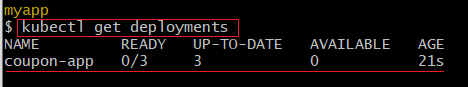 myapp
$ kubectl get deployments
NAME READY UP-TO-DATE AVAILABLE AGE
coupon-app 0/3 3 0 21s